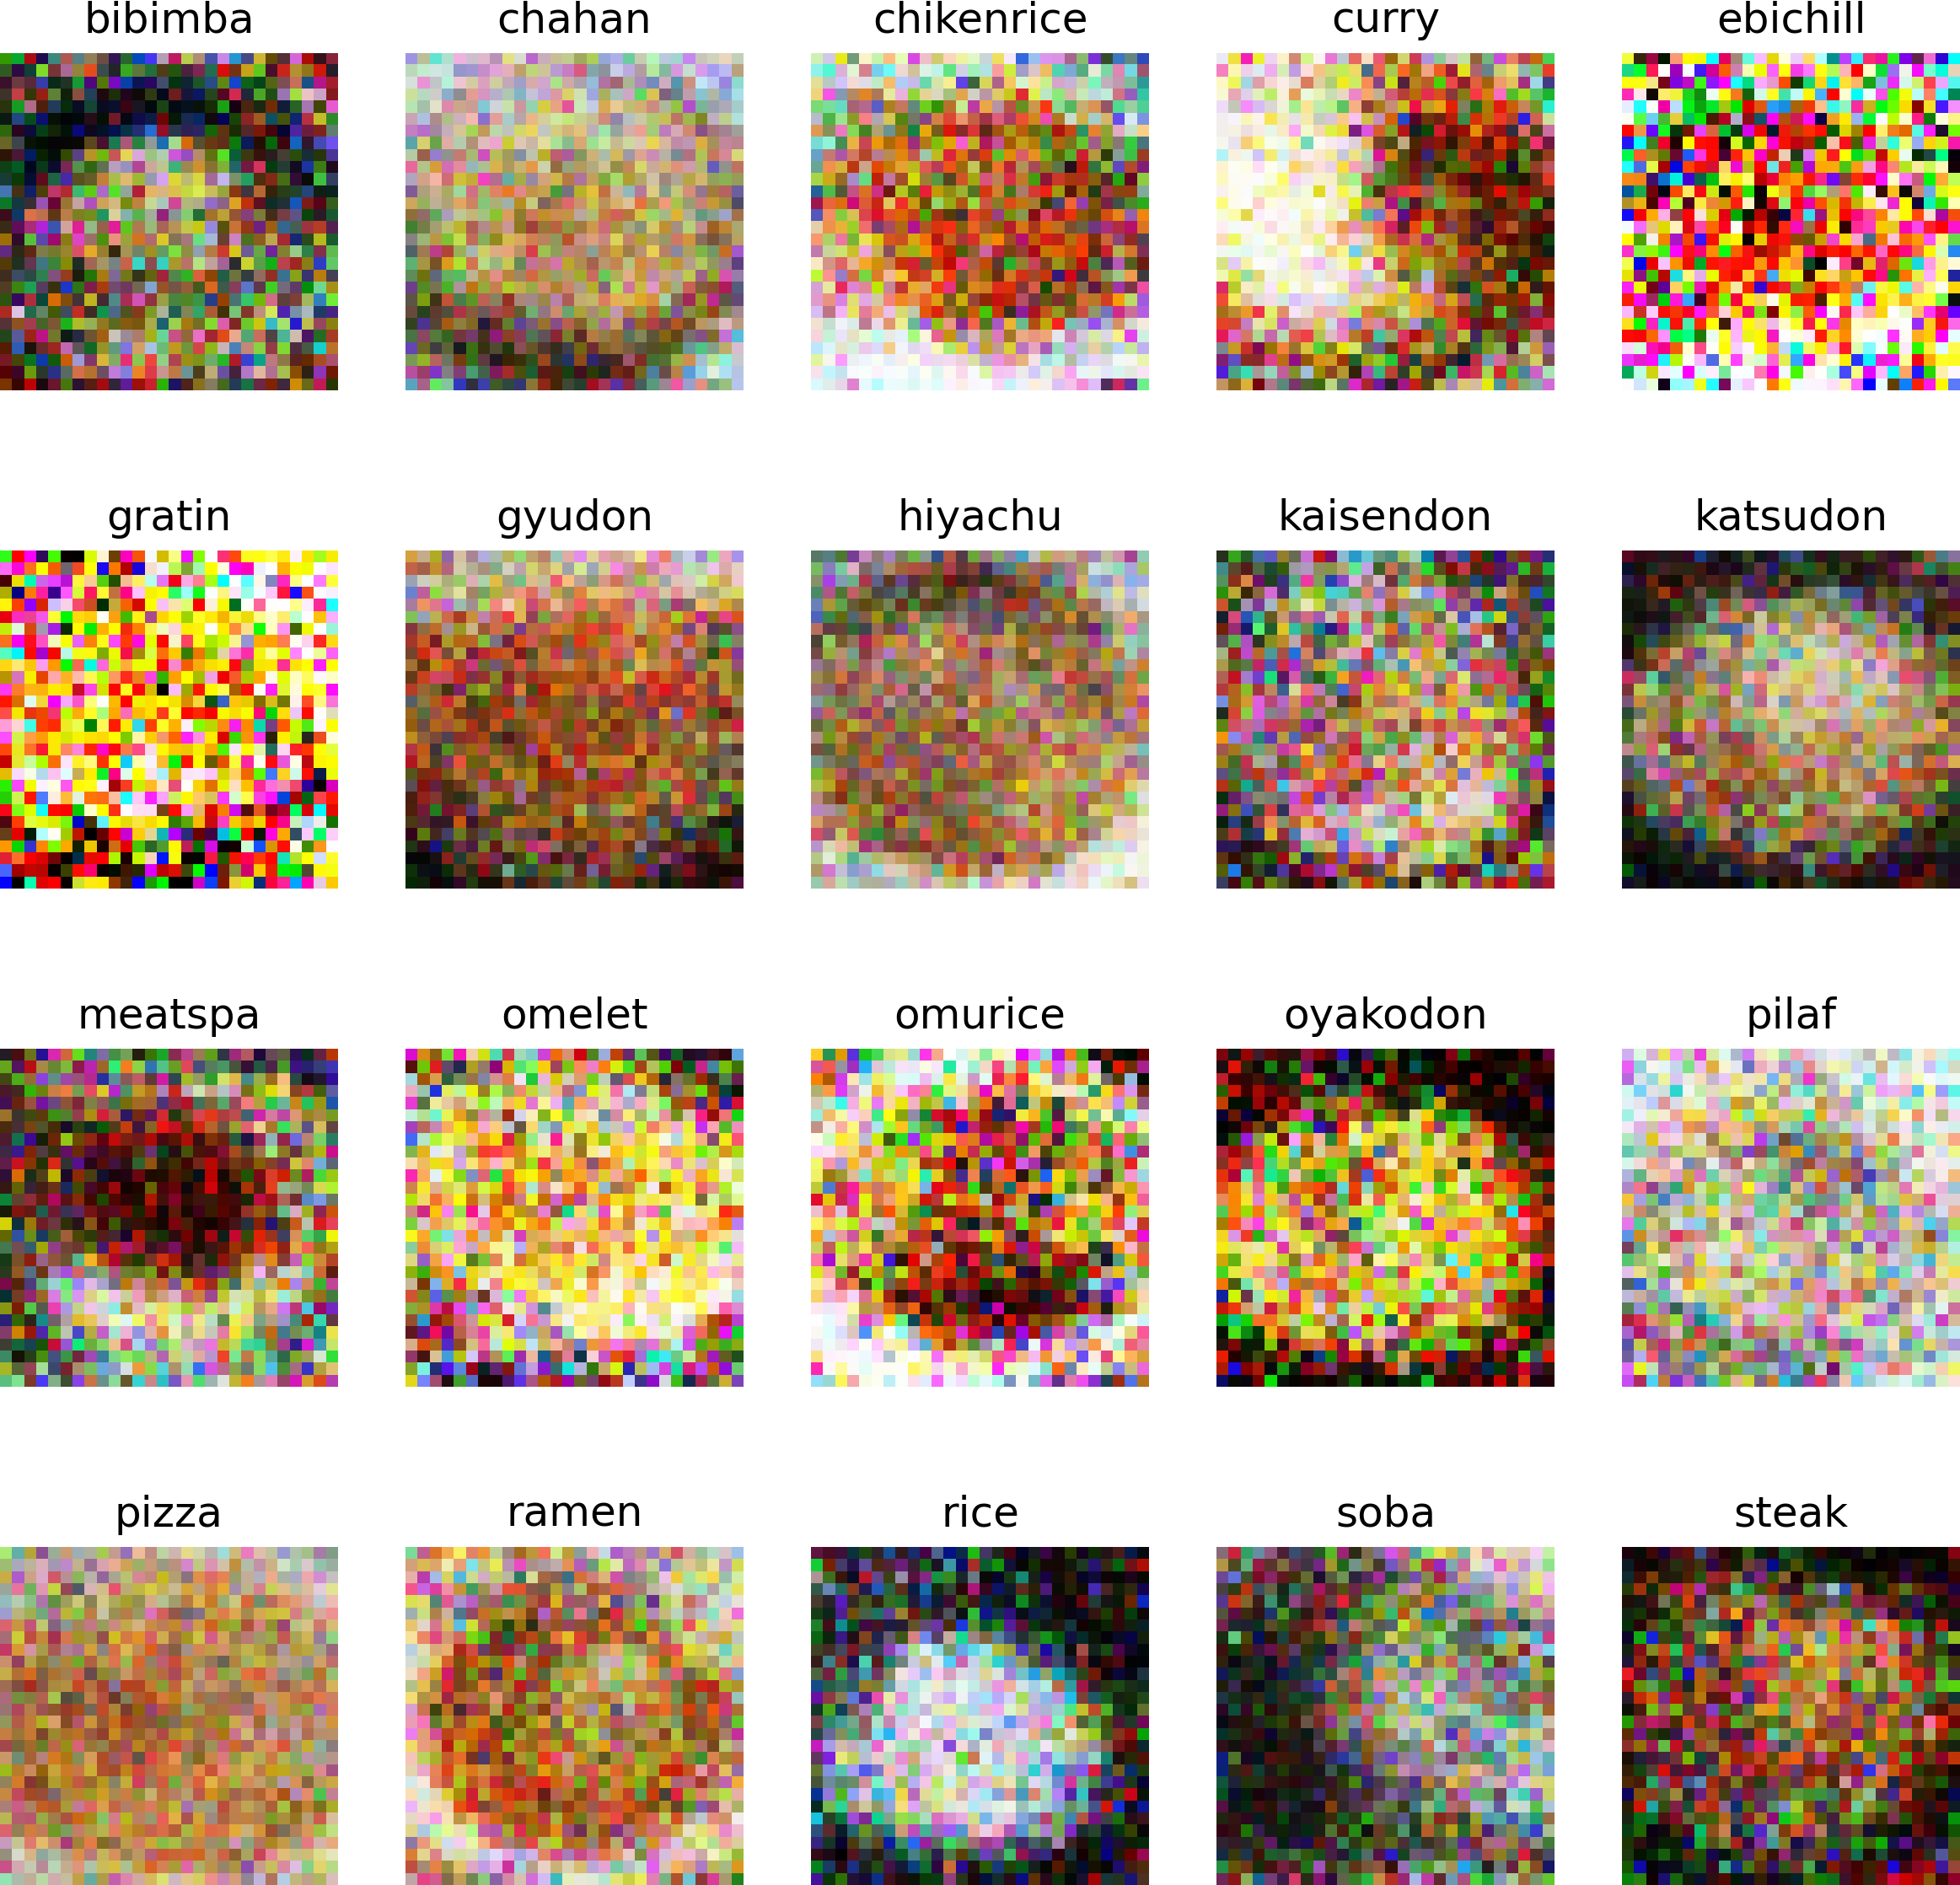 bibimba chahan chikenrice curry ebichill
gratin gyudon hiyachu kaisendon katsudon
meatspa omelet omurice oyakodon pilaf
pizza ramen rice soba steak